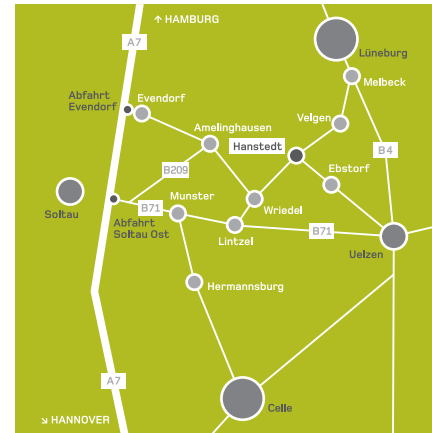 ↑ HAMBURG
A7
Lüneburg
Abfahrt
Evendorf
Evendorf
Melbeck
Velgen
Amelinghausen
Hanstedt
B4
B209
Ebstorf
Soltau
Munster
B71
Wriedel
Abfahrt
Soltau Ost
Lintzel
B71
Uelzen
Hermannsburg
A7
Celle
↘ HANNOVER